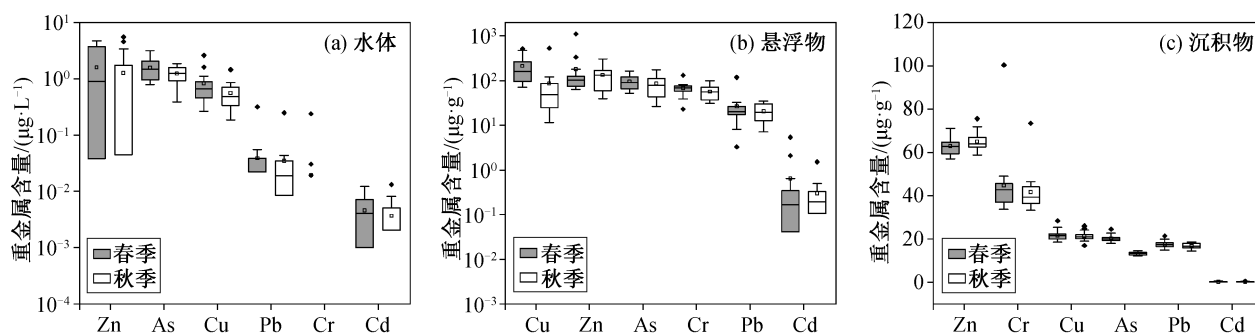 重金属含量/(μg·L⁻¹)
10¹
10⁰
10⁻¹
10⁻²
10⁻³
10⁻⁴
(a) 水体
春季
秋季
Zn As Cu Pb Cr Cd
重金属含量/(μg·g⁻¹)
10³
10²
10¹
10⁰
10⁻¹
10⁻²
10⁻³
(b) 悬浮物
春季
秋季
Cu Zn As Cr Pb Cd
重金属含量/(μg·g⁻¹)
120
100
80
60
40
20
0
(c) 沉积物
春季
秋季
Zn Cr Cu As Pb Cd